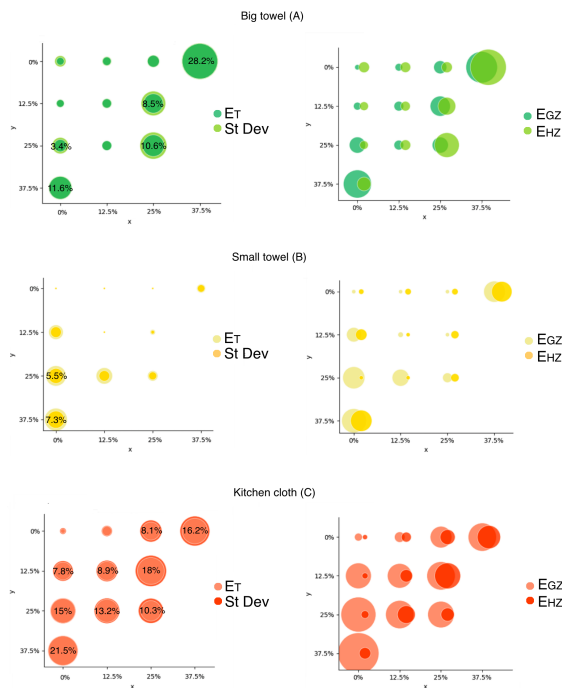 Big towel (A)
0%
28.2%
12.5%
8.5%
y
25%
3.4%
10.6%
37.5%
11.6%
0%
12.5%
25%
37.5%
x
ET
St Dev
0%
12.5%
y
25%
37.5%
0%
12.5%
25%
37.5%
x
EGZ
EHZ
Small towel (B)
0%
12.5%
y
25%
5.5%
37.5%
7.3%
0%
12.5%
25%
37.5%
x
ET
St Dev
0%
12.5%
y
25%
37.5%
0%
12.5%
25%
37.5%
x
EGZ
EHZ
Kitchen cloth (C)
0%
8.1%
16.2%
12.5%
7.8%
8.9%
18%
y
25%
15%
13.2%
10.3%
37.5%
21.5%
0%
12.5%
25%
37.5%
x
ET
St Dev
0%
12.5%
y
25%
37.5%
0%
12.5%
25%
37.5%
x
EGZ
EHZ